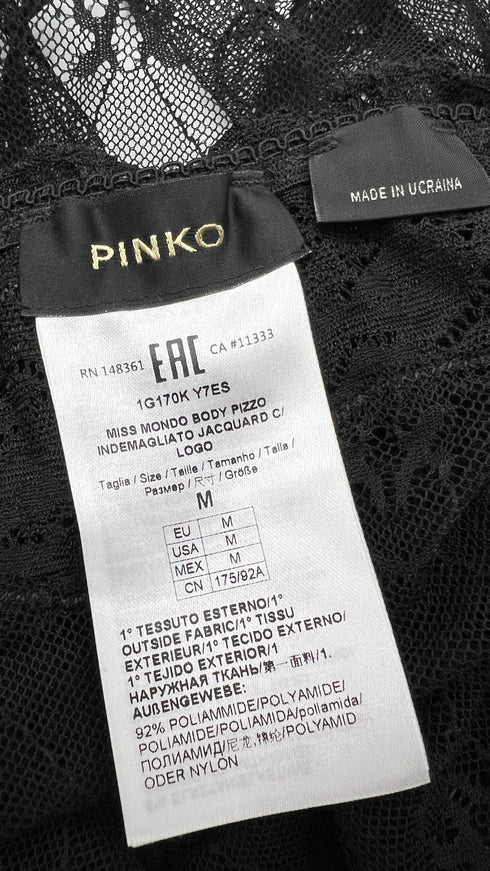 MADE IN UCRAINA
PINKO
RN 148361 EAC CA #11333
1G170K Y7ES
MISS MONDO BODY PIZZO
INDEMAGLIATO JACQUARD C/
LOGO
Taglia / Size / Taille / Tamanho / Talla /
Размер / 尺寸 / Größe
M
EU M
USA M
MEX M
CN 175/92A
1° TESSUTO ESTERNO/1°
OUTSIDE FABRIC/1° TISSU
EXTERIEUR/1° TECIDO EXTERNO/
1° TEJIDO EXTERIOR/1
НАРУЖНАЯ ТКАНЬ/第一面料/1.
AUßENGEWEBE:
92% POLIAMMIDE/POLYAMIDE/
POLIAMIDE/POLIAMIDA/poliamida/
ПОЛИАМИД/尼龙,锦纶/POLYAMID
ODER NYLON